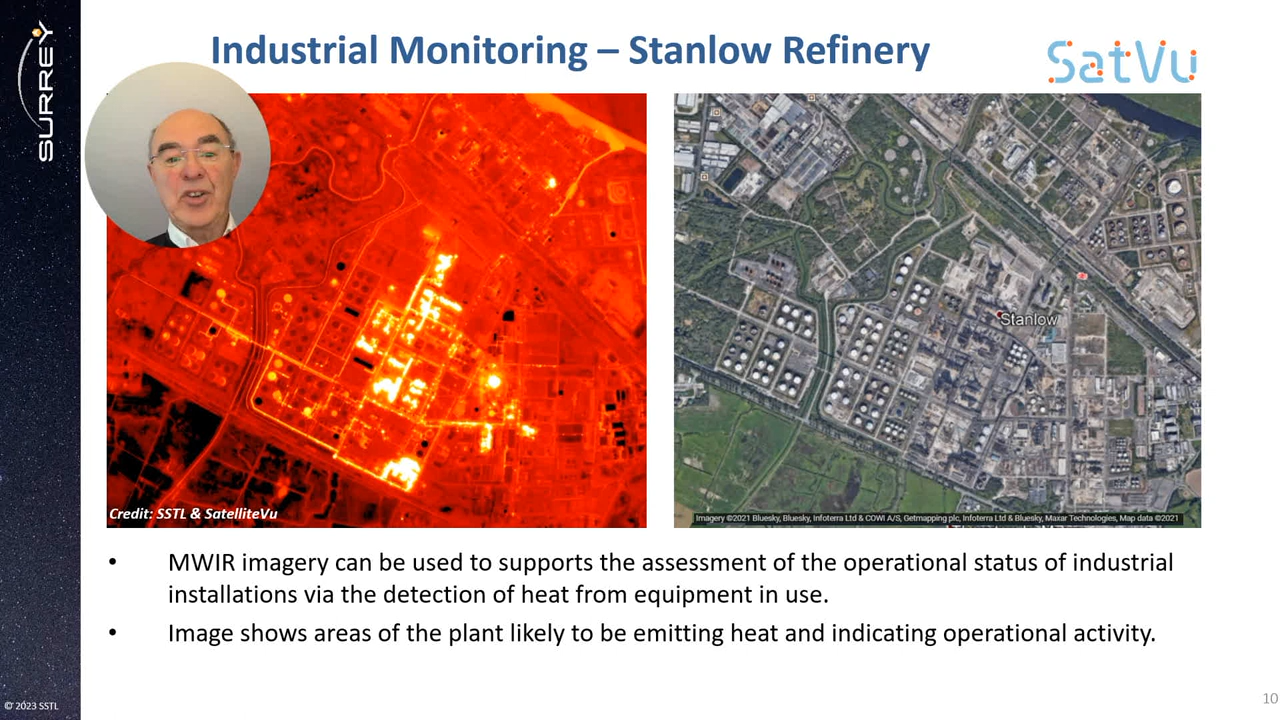 SURREY
Industrial Monitoring – Stanlow Refinery
SatVu
Stanlow
Credit: SSTL & SatelliteVu
Imagery ©2021 Bluesky, Bluesky, Infoterra Ltd & COWI A/S, Getmapping plc, Infoterra Ltd & Bluesky, Maxar Technologies, Map data ©2021
• MWIR imagery can be used to supports the assessment of the operational status of industrial
installations via the detection of heat from equipment in use.
• Image shows areas of the plant likely to be emitting heat and indicating operational activity.
© 2023 SSTL
10